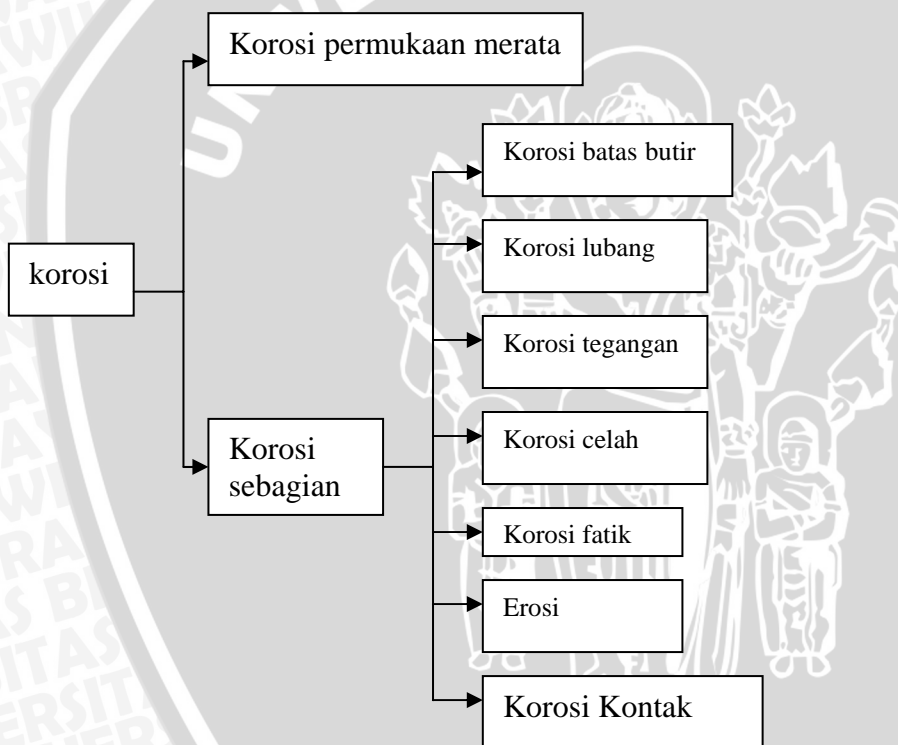 Korosi permukaan merata
Korosi batas butir
Korosi lubang
korosi
Korosi tegangan
Korosi celah
Korosi
sebagian
Korosi fatik
Erosi
Korosi Kontak